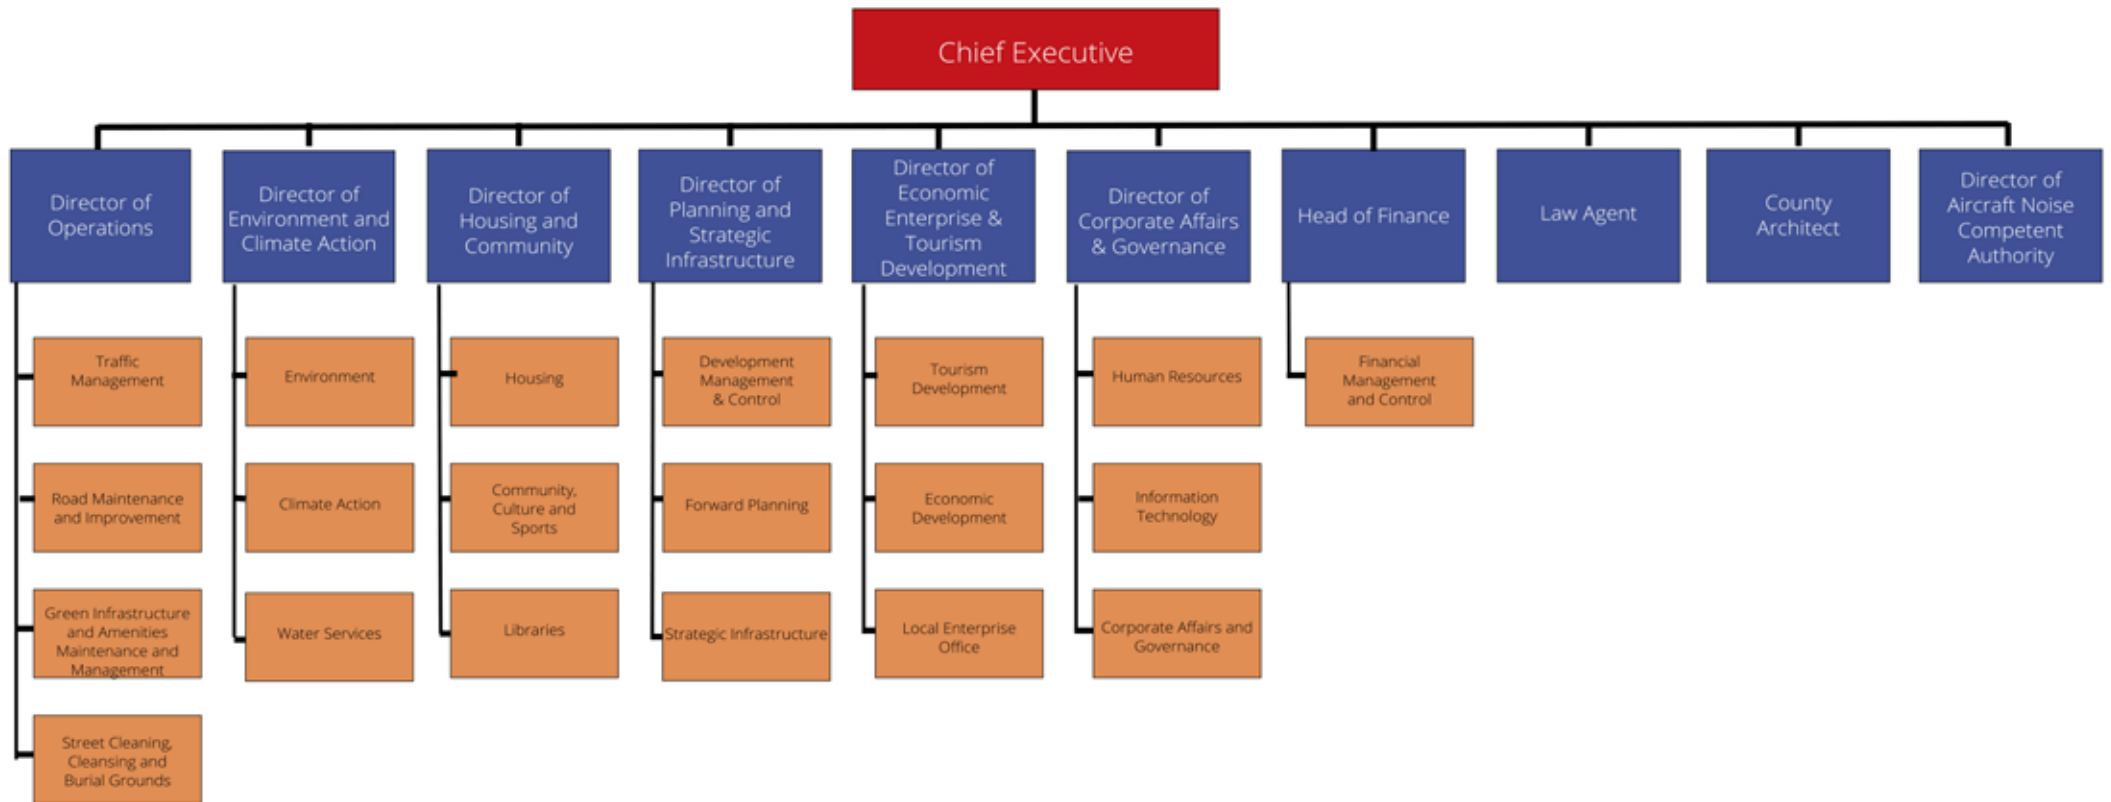 Chief Executive
Director of
Operations
Director of
Environment and
Climate Action
Director of
Housing and
Community
Director of
Planning and
Strategic
Infrastructure
Director of
Economic
Enterprise &
Tourism
Development
Director of
Corporate Affairs
& Governance
Head of Finance
Law Agent
County
Architect
Director of
Aircraft Noise
Competent
Authority
Traffic
Management
Road Maintenance
and Improvement
Green Infrastructure
and Amenities
Maintenance and
Management
Street Cleaning,
Cleansing and
Burial Grounds
Environment
Climate Action
Water Services
Housing
Community,
Culture and
Sports
Libraries
Development
Management
& Control
Forward Planning
Strategic Infrastructure
Tourism
Development
Economic
Development
Local Enterprise
Office
Human Resources
Information
Technology
Corporate Affairs and
Governance
Financial
Management
and Control